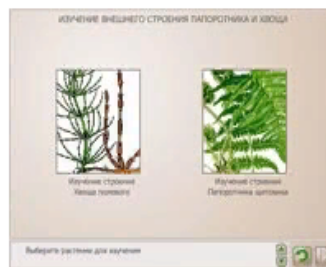 ИЗУЧЕНИЕ ВНЕШНЕГО СТРОЕНИЯ ПАПОРОТНИКА И ХВОЩА
Изучение строения
Хвоща полевого
Изучение строения
Папоротника щитовника
Выберите растение для изучения